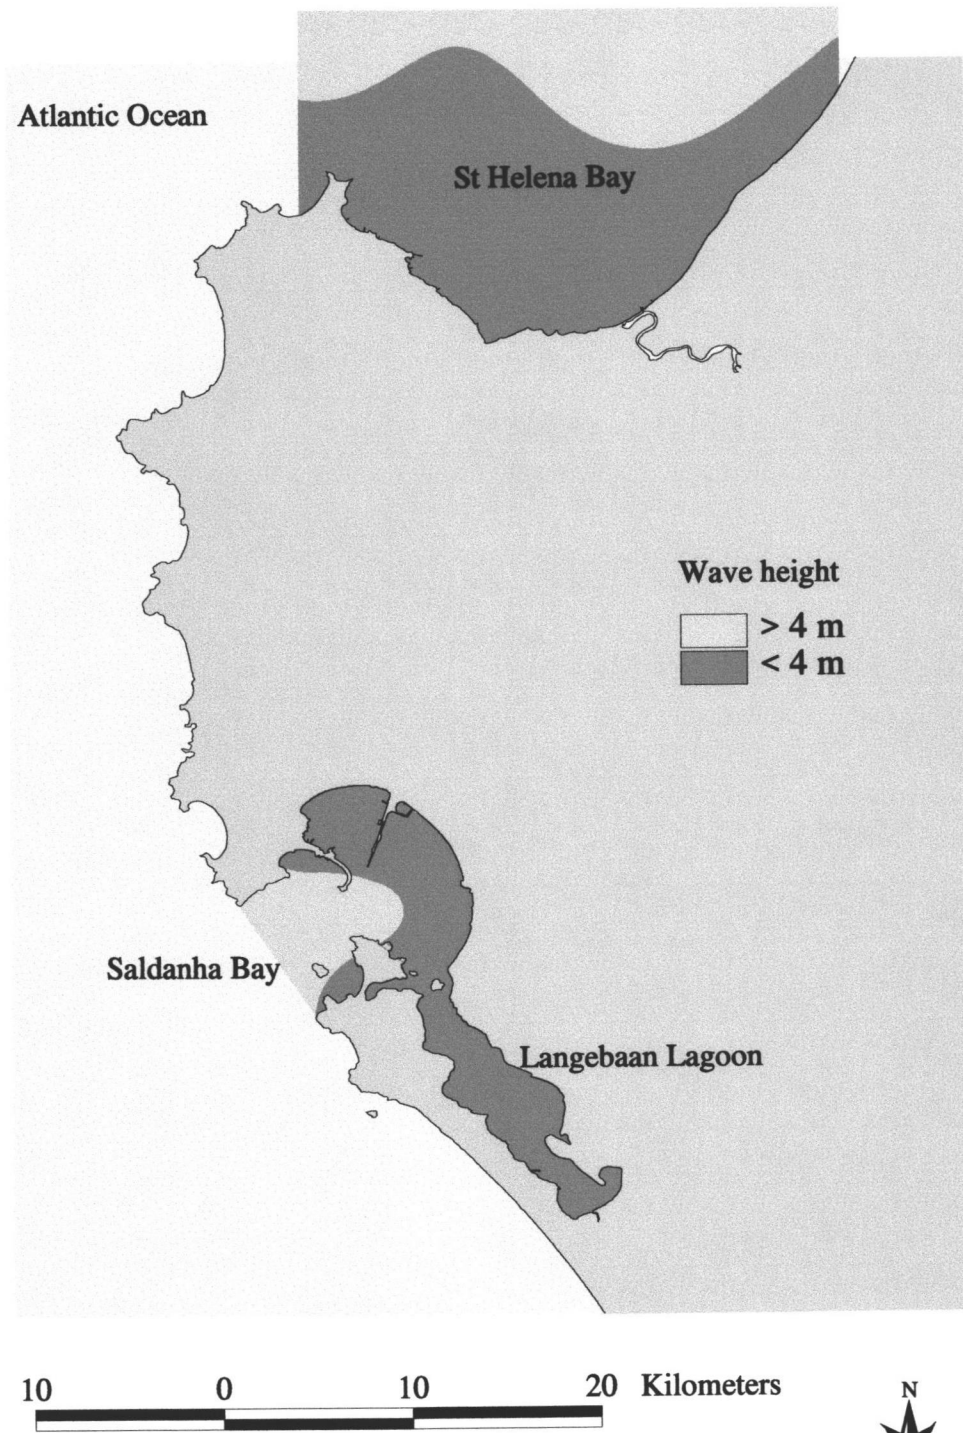 Atlantic Ocean
St Helena Bay
Wave height
> 4 m
< 4 m
Saldanha Bay
Langebaan Lagoon
10 0 10 20 Kilometers
N